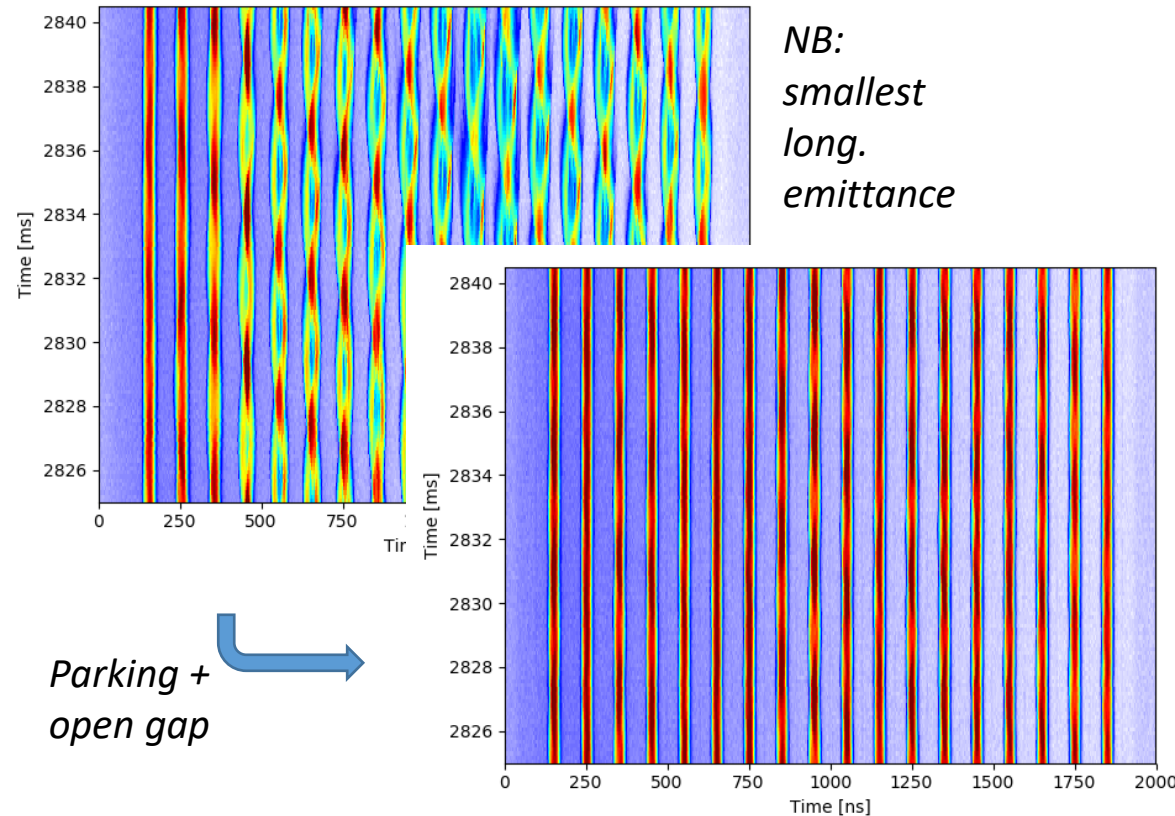 2840
2838
2836
2834
2832
2830
2828
2826
Time [ms]
0 250 500 750
NB:
smallest
long.
emittance
2840
2838
2836
2834
2832
2830
2828
2826
Time [ms]
0 250 500 750 1000 1250 1500 1750 2000
Time [ns]
Parking +
open gap